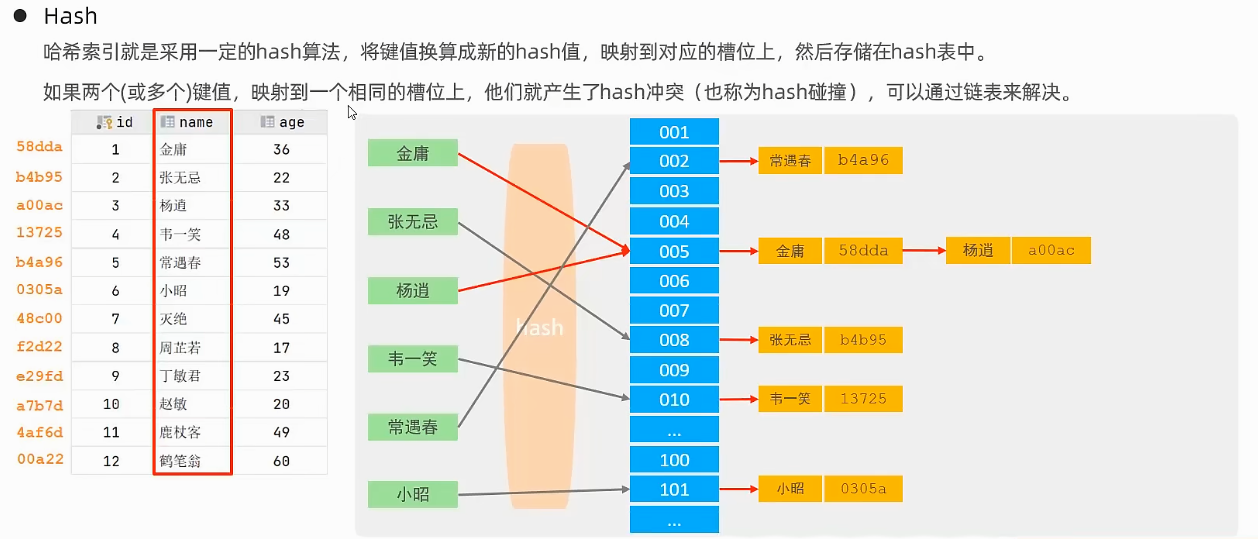 ● Hash
哈希索引就是采用一定的hash算法，将键值换算成新的hash值，映射到对应的槽位上，然后存储在hash表中。
如果两个(或多个)键值，映射到一个相同的槽位上，他们就产生了hash冲突（也称为hash碰撞），可以通过链表来解决。
id name age
58dda 1 金庸 36
b4b95 2 张无忌 22
a00ac 3 杨逍 33
13725 4 韦一笑 48
b4a96 5 常遇春 53
0305a 6 小昭 19
48c00 7 灭绝 45
f2d22 8 周芷若 17
e29fd 9 丁敏君 23
a7b7d 10 赵敏 20
4af6d 11 鹿杖客 49
00a22 12 鹤笔翁 60
金庸
张无忌
杨逍
韦一笑
常遇春
小昭
hash
001
002 常遇春 b4a96
003
004
005 金庸 58dda 杨逍 a00ac
006
007
008 张无忌 b4b95
009
010 韦一笑 13725
...
100
101 小昭 0305a
...